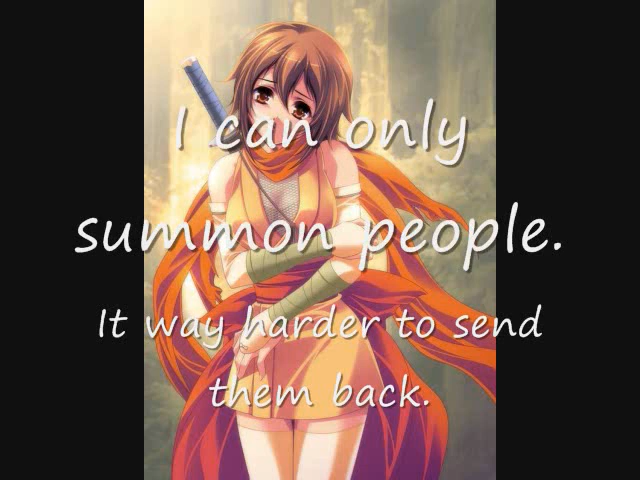 I can only
summon people.
It way harder to send
them back.